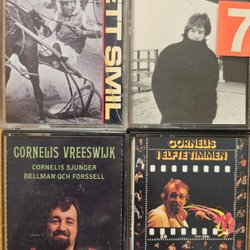 ETT SMIL
7
CORNELIS VREESWIJK
CORNELIS SJUNGER
BELLMAN OCH FORSSELL
CORNELIS
I ELFTE TIMMEN